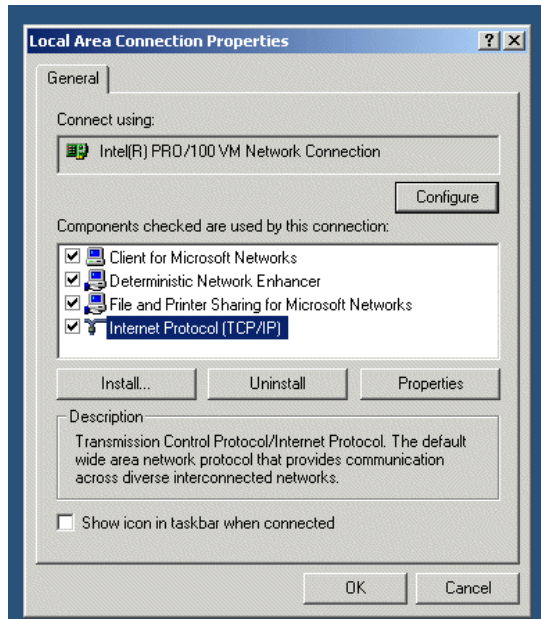 Local Area Connection Properties
General
Connect using:
Intel(R) PRO/100 VM Network Connection
Configure
Components checked are used by this connection:
Client for Microsoft Networks
Deterministic Network Enhancer
File and Printer Sharing for Microsoft Networks
Internet Protocol (TCP/IP)
Install... Uninstall Properties
Description
Transmission Control Protocol/Internet Protocol. The default
wide area network protocol that provides communication
across diverse interconnected networks.
Show icon in taskbar when connected
OK Cancel